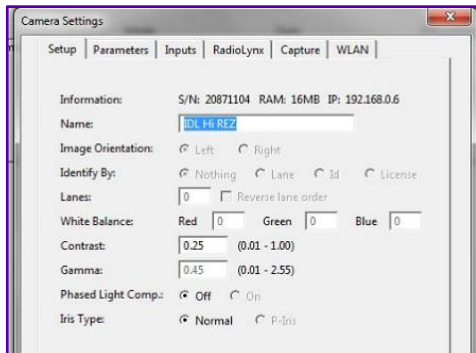 Camera Settings
Setup Parameters Inputs RadioLynx Capture WLAN
Information: S/N: 20871104 RAM: 16MB IP: 192.168.0.6
Name: IDL Hi REZ
Image Orientation: Left Right
Identify By: Nothing Lane Id License
Lanes: 0 Reverse lane order
White Balance: Red 0 Green 0 Blue 0
Contrast: 0.25 (0.01 - 1.00)
Gamma: 0.45 (0.01 - 2.55)
Phased Light Comp.: Off On
Iris Type: Normal P-Iris